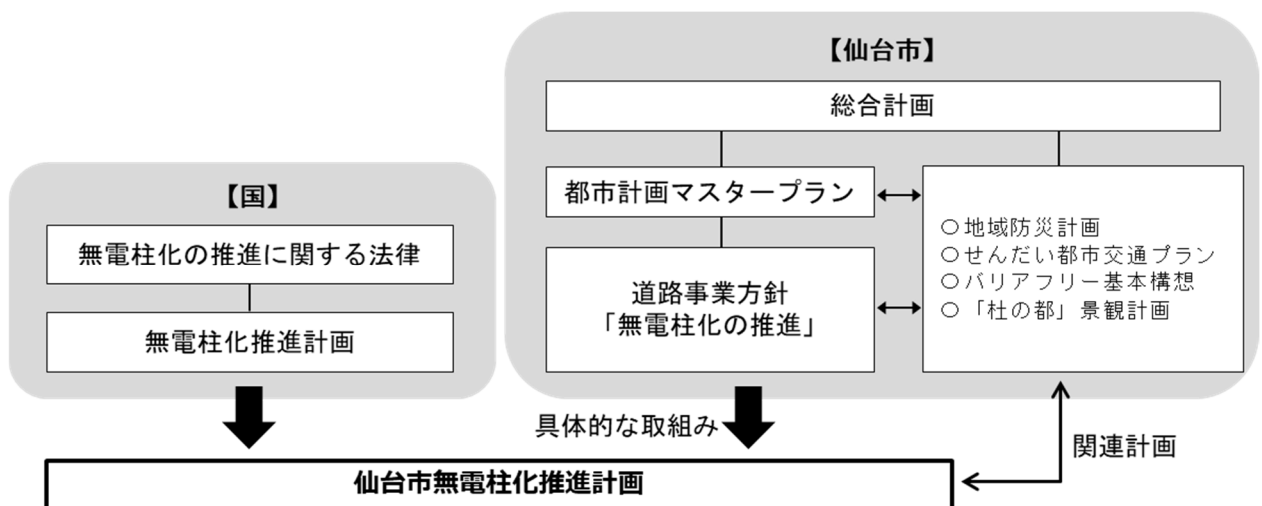 【仙台市】
総合計画
【国】
無電柱化の推進に関する法律
無電柱化推進計画
都市計画マスタープラン
道路事業方針
「無電柱化の推進」
○地域防災計画
○せんだい都市交通プラン
○バリアフリー基本構想
○「杜の都」景観計画
具体的な取組み
関連計画
仙台市無電柱化推進計画